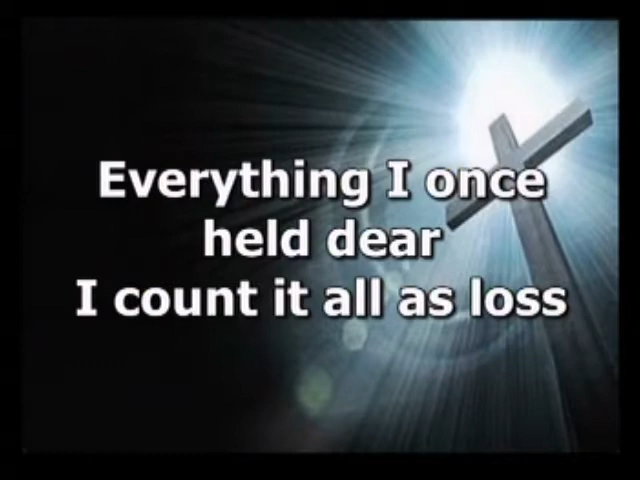 Everything I once
held dear
I count it all as loss